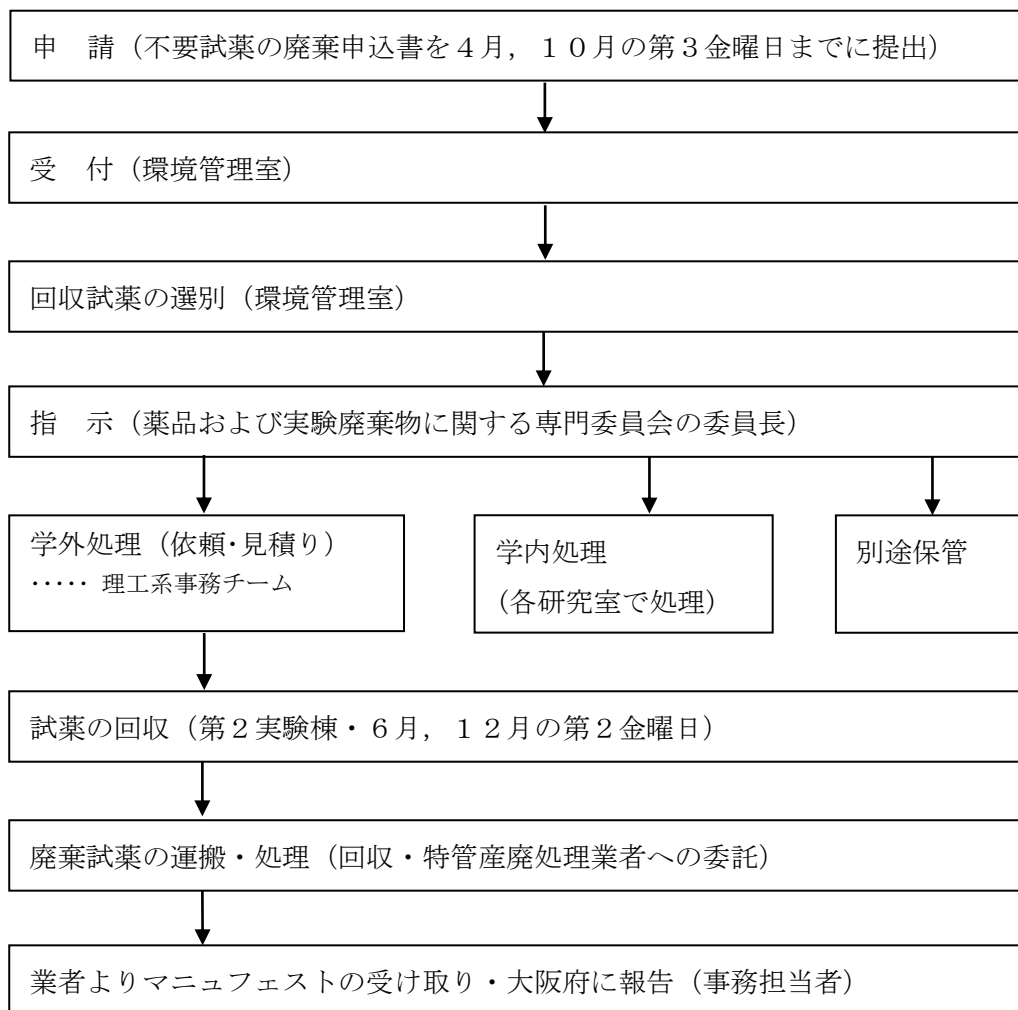 申　請（不要試薬の廃棄申込書を４月，１０月の第３金曜日までに提出）
受　付（環境管理室）
回収試薬の選別（環境管理室）
指　示（薬品および実験廃棄物に関する専門委員会の委員長）
学外処理（依頼･見積り）
‥‥‥ 理工系事務チーム
学内処理
（各研究室で処理）
別途保管
試薬の回収（第２実験棟・６月，１２月の第２金曜日）
廃棄試薬の運搬・処理（回収・特管産廃処理業者への委託）
業者よりマニュフェストの受け取り・大阪府に報告（事務担当者）